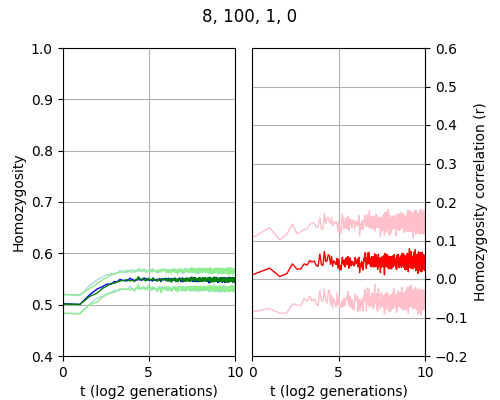 8, 100, 1, 0
Homozygosity
1.0
0.9
0.8
0.7
0.6
0.5
0.4
0 5 10
t (log2 generations)
0.6
0.5
0.4
0.3
0.2
0.1
0.0
−0.1
−0.2
0 5 10
t (log2 generations)
Homozygosity correlation (r)